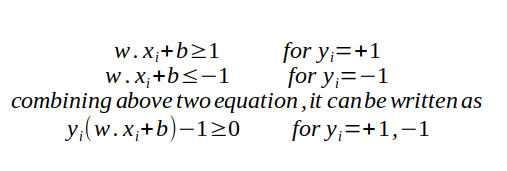 w . xᵢ + b ≥ 1 for yᵢ = +1
w . xᵢ + b ≤ −1 for yᵢ = −1
combining above two equation , it can be written as
yᵢ(w . xᵢ + b) − 1 ≥ 0 for yᵢ = +1, −1